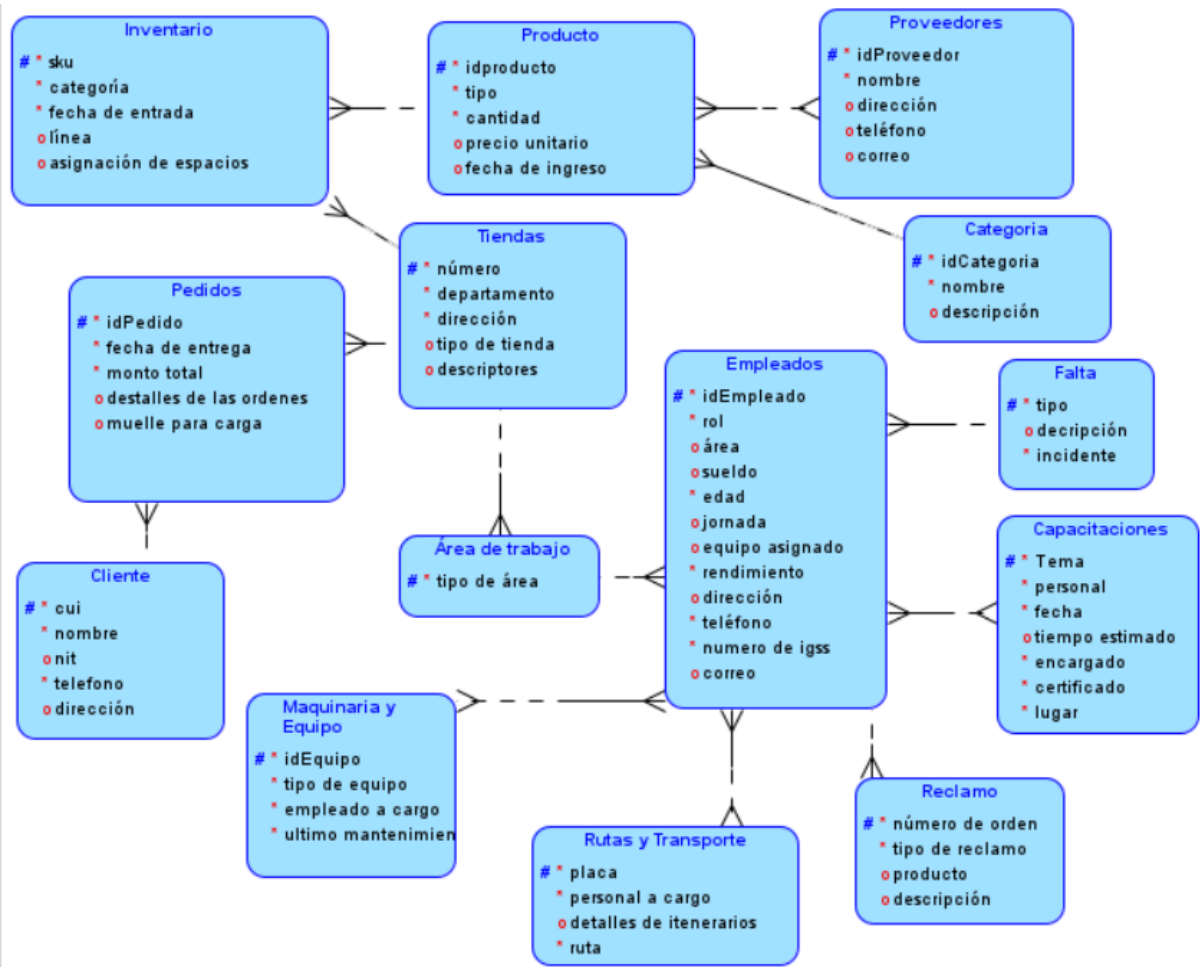 Inventario
# * sku
* categoría
* fecha de entrada
o línea
o asignación de espacios
Producto
# * idproducto
* tipo
* cantidad
o precio unitario
o fecha de ingreso
Proveedores
# * idProveedor
* nombre
o dirección
o teléfono
o correo
Categoria
# * idCategoria
* nombre
o descripción
Tiendas
# * número
* departamento
* dirección
o tipo de tienda
o descriptores
Pedidos
# * idPedido
* fecha de entrega
* monto total
o destalles de las ordenes
o muelle para carga
Empleados
# * idEmpleado
* rol
o área
o sueldo
* edad
o jornada
o equipo asignado
* rendimiento
o dirección
* teléfono
* numero de igss
o correo
Falta
# * tipo
o decripción
* incidente
Capacitaciones
# * Tema
* personal
* fecha
o tiempo estimado
* encargado
* certificado
* lugar
Área de trabajo
# * tipo de área
Cliente
# * cui
* nombre
o nit
* telefono
o dirección
Maquinaria y
Equipo
# * idEquipo
* tipo de equipo
* empleado a cargo
* ultimo mantenimien
Rutas y Transporte
# * placa
* personal a cargo
o detalles de itenerarios
* ruta
Reclamo
# * número de orden
* tipo de reclamo
o producto
o descripción